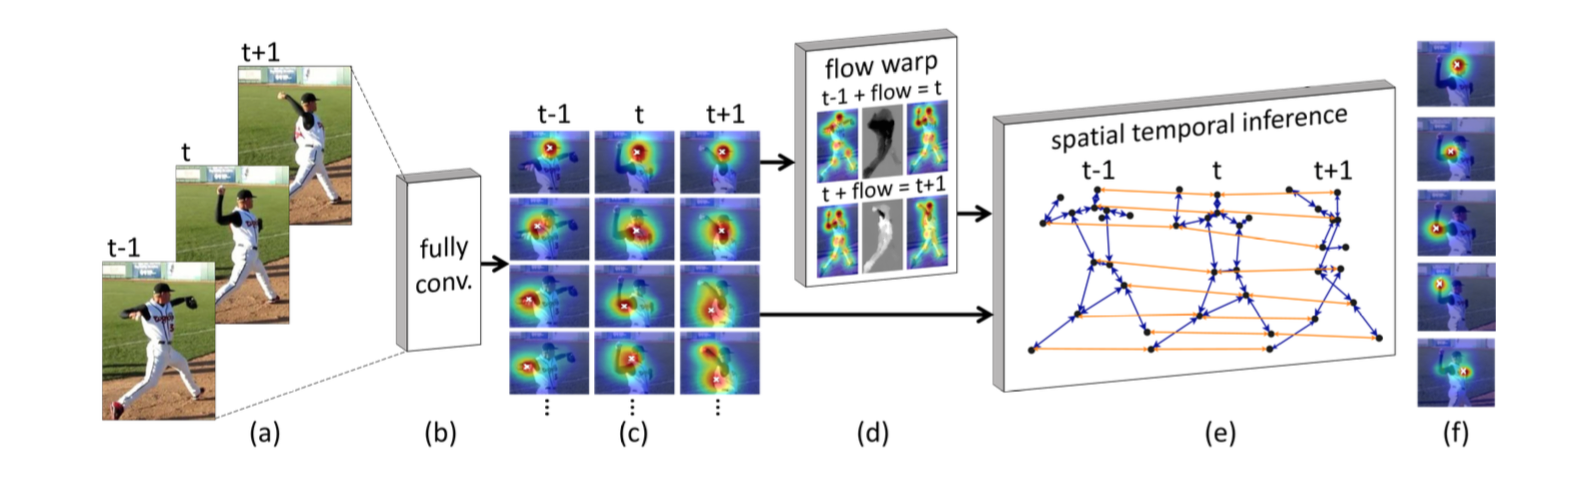 t+1
t
t-1
(a)
fully
conv.
(b)
t-1 t t+1
(c)
flow warp
t-1 + flow = t
t + flow = t+1
(d)
spatial temporal inference
t-1 t t+1
(e)
(f)